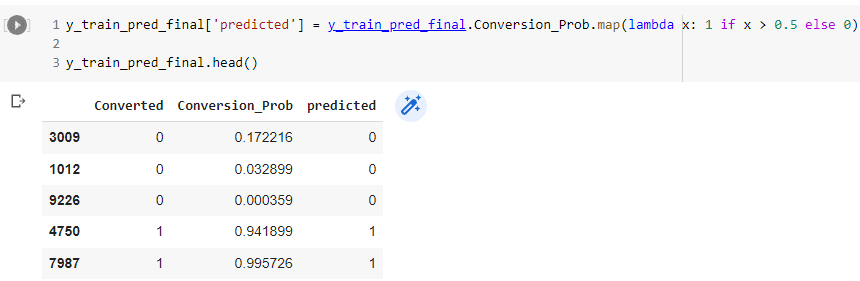 1 y_train_pred_final['predicted'] = y_train_pred_final.Conversion_Prob.map(lambda x: 1 if x > 0.5 else 0)
2
3 y_train_pred_final.head()
Converted Conversion_Prob predicted
3009 0 0.172216 0
1012 0 0.032899 0
9226 0 0.000359 0
4750 1 0.941899 1
7987 1 0.995726 1